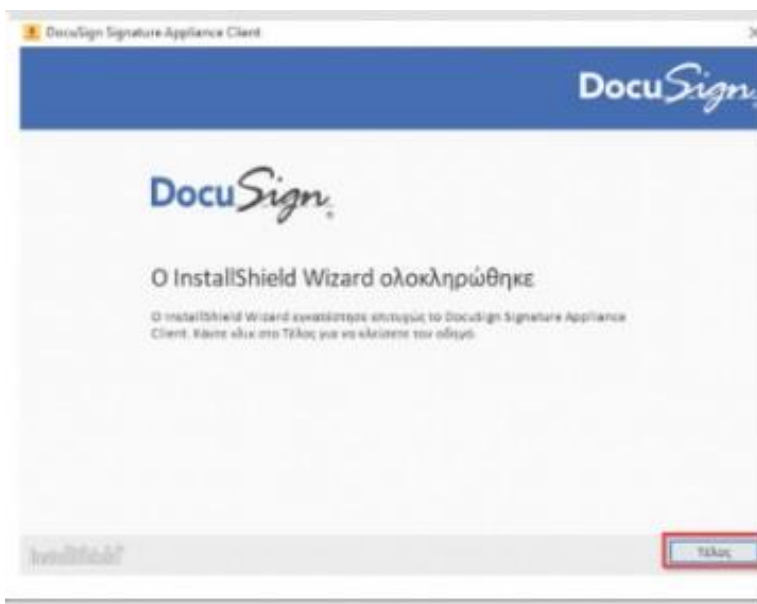 DocuSign Signature Appliance Client
DocuSign
DocuSign
Ο InstallShield Wizard ολοκληρώθηκε
Ο InstallShield Wizard εγκατέστησε επιτυχώς το DocuSign Signature Appliance
Client. Κάντε κλικ στο Τέλος για να κλείσετε τον οδηγό.
InstallShield
Τέλος